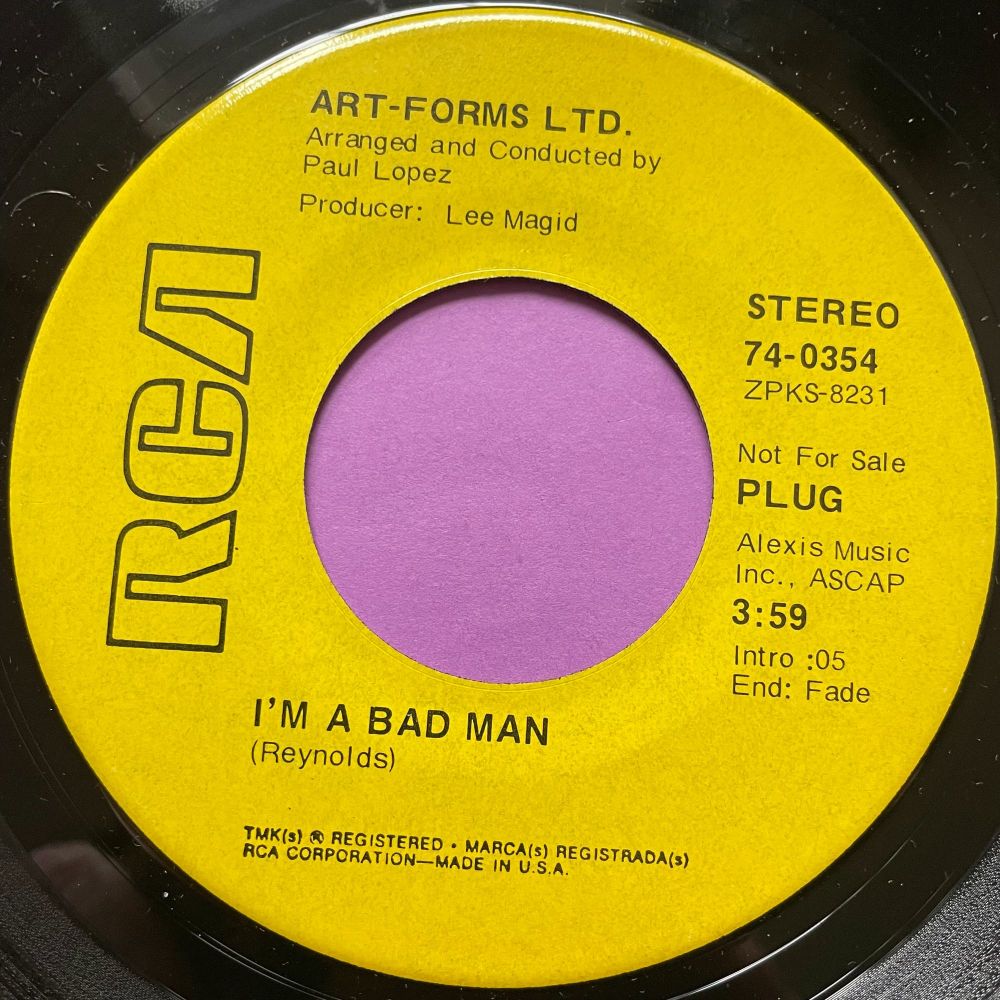 ART-FORMS LTD.
Arranged and Conducted by
Paul Lopez
Producer: Lee Magid
RCA
STEREO
74-0354
ZPKS-8231
Not For Sale
PLUG
Alexis Music
Inc., ASCAP
3:59
Intro :05
End: Fade
I'M A BAD MAN
(Reynolds)
TMK(s) ® REGISTERED • MARCA(s) REGISTRADA(s)
RCA CORPORATION—MADE IN U.S.A.